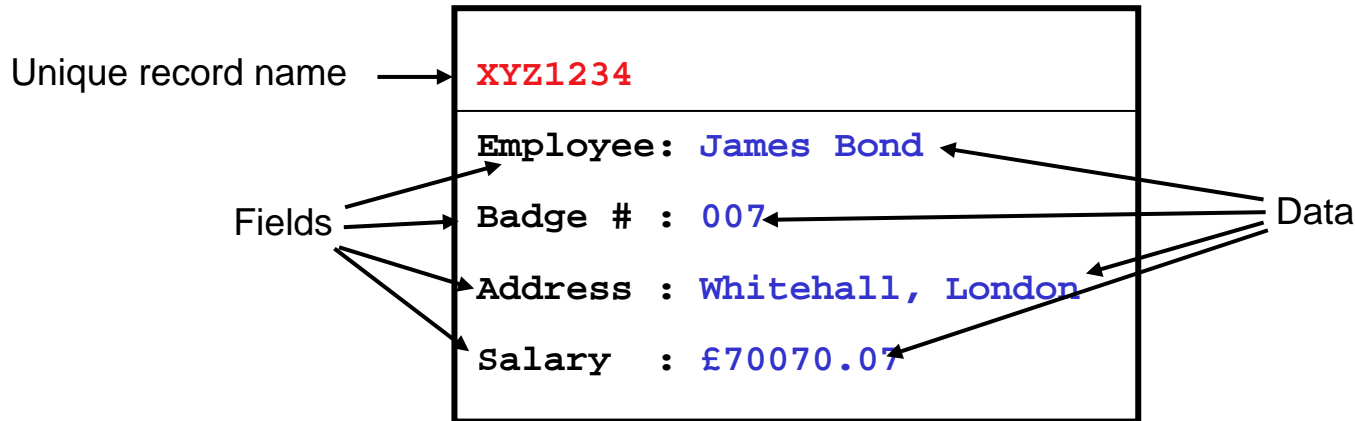 Unique record name
XYZ1234
Employee: James Bond
Badge # : 007
Address : Whitehall, London
Salary : £70070.07
Fields
Data